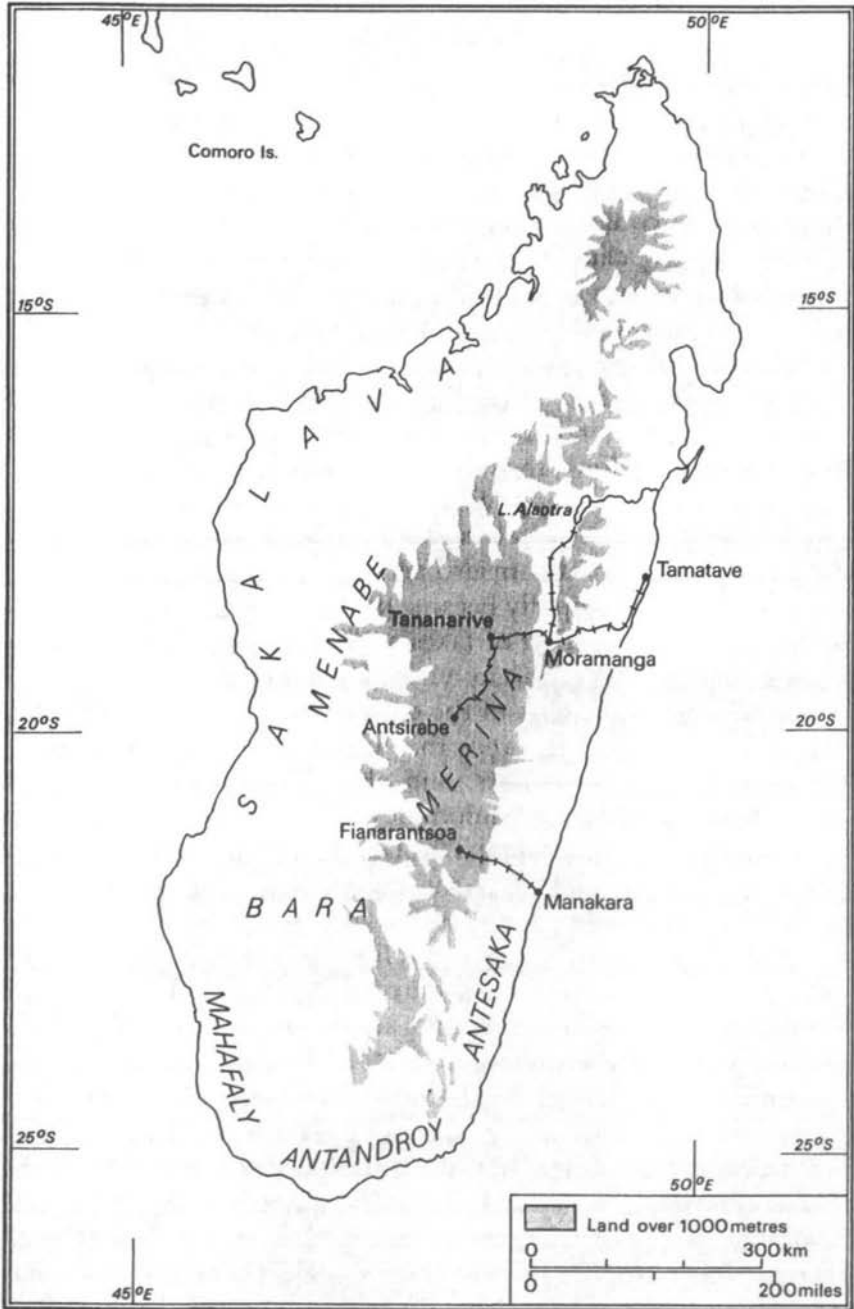 45°E
50°E
Comoro Is.
15°S
15°S
SAKALAVA
L. Alaotra
MENABE
Tamatave
Tananarive
Moramanga
MERINA
20°S
20°S
Antsirabe
Fianarantsoa
BARA
Manakara
ANTESAKA
MAHAFALY
ANTANDROY
25°S
25°S
50°E
Land over 1000 metres
0 300 km
0 200 miles
45°E